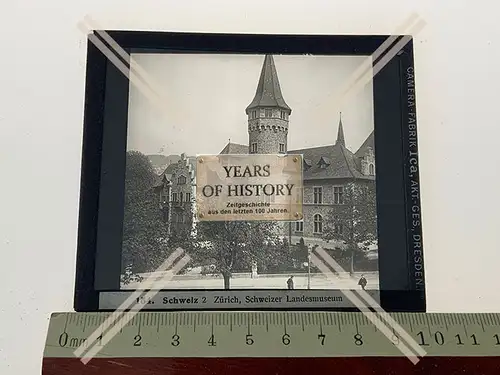 YEARS
OF HISTORY
Zeitgeschichte
aus den letzten 100 Jahren.
CAMERA-FABRIK Ica, AKT.-GES, DRESDEN.
Schweiz 2 Zürich, Schweizer Landesmuseum
0mm 1 2 3 4 5 6 7 8 9 10 11